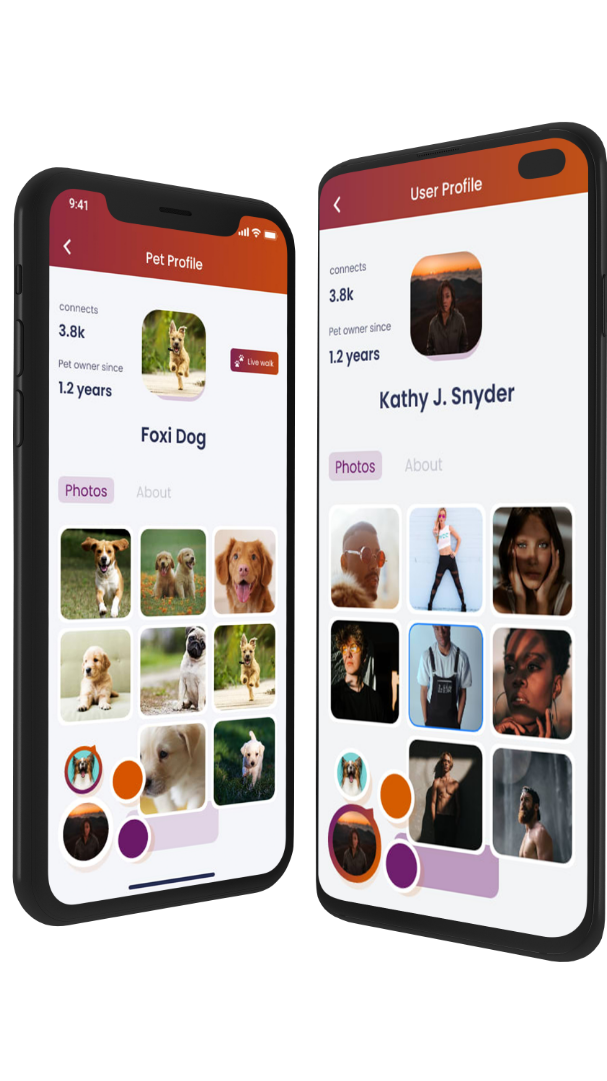 9:41
Pet Profile
connects
3.8k
Pet owner since
1.2 years
Live walk
Foxi Dog
Photos
About
User Profile
connects
3.8k
Pet owner since
1.2 years
Kathy J. Snyder
Photos
About